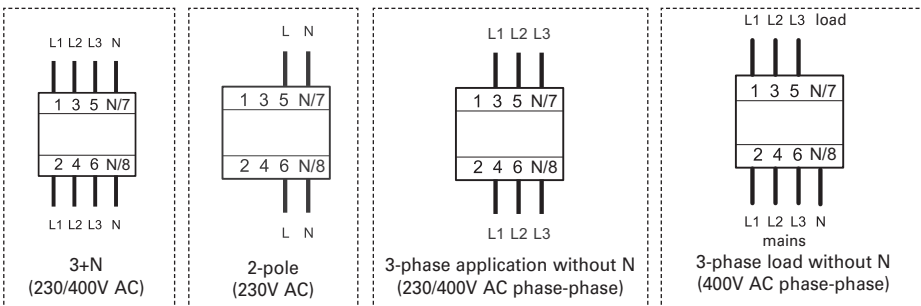 L1 L2 L3 N
1 3 5 N/7
2 4 6 N/8
L1 L2 L3 N
3+N
(230/400V AC)
L N
1 3 5 N/7
2 4 6 N/8
L N
2-pole
(230V AC)
L1 L2 L3
1 3 5 N/7
2 4 6 N/8
L1 L2 L3
3-phase application without N
(230/400V AC phase-phase)
L1 L2 L3 load
1 3 5 N/7
2 4 6 N/8
L1 L2 L3 N
mains
3-phase load without N
(400V AC phase-phase)